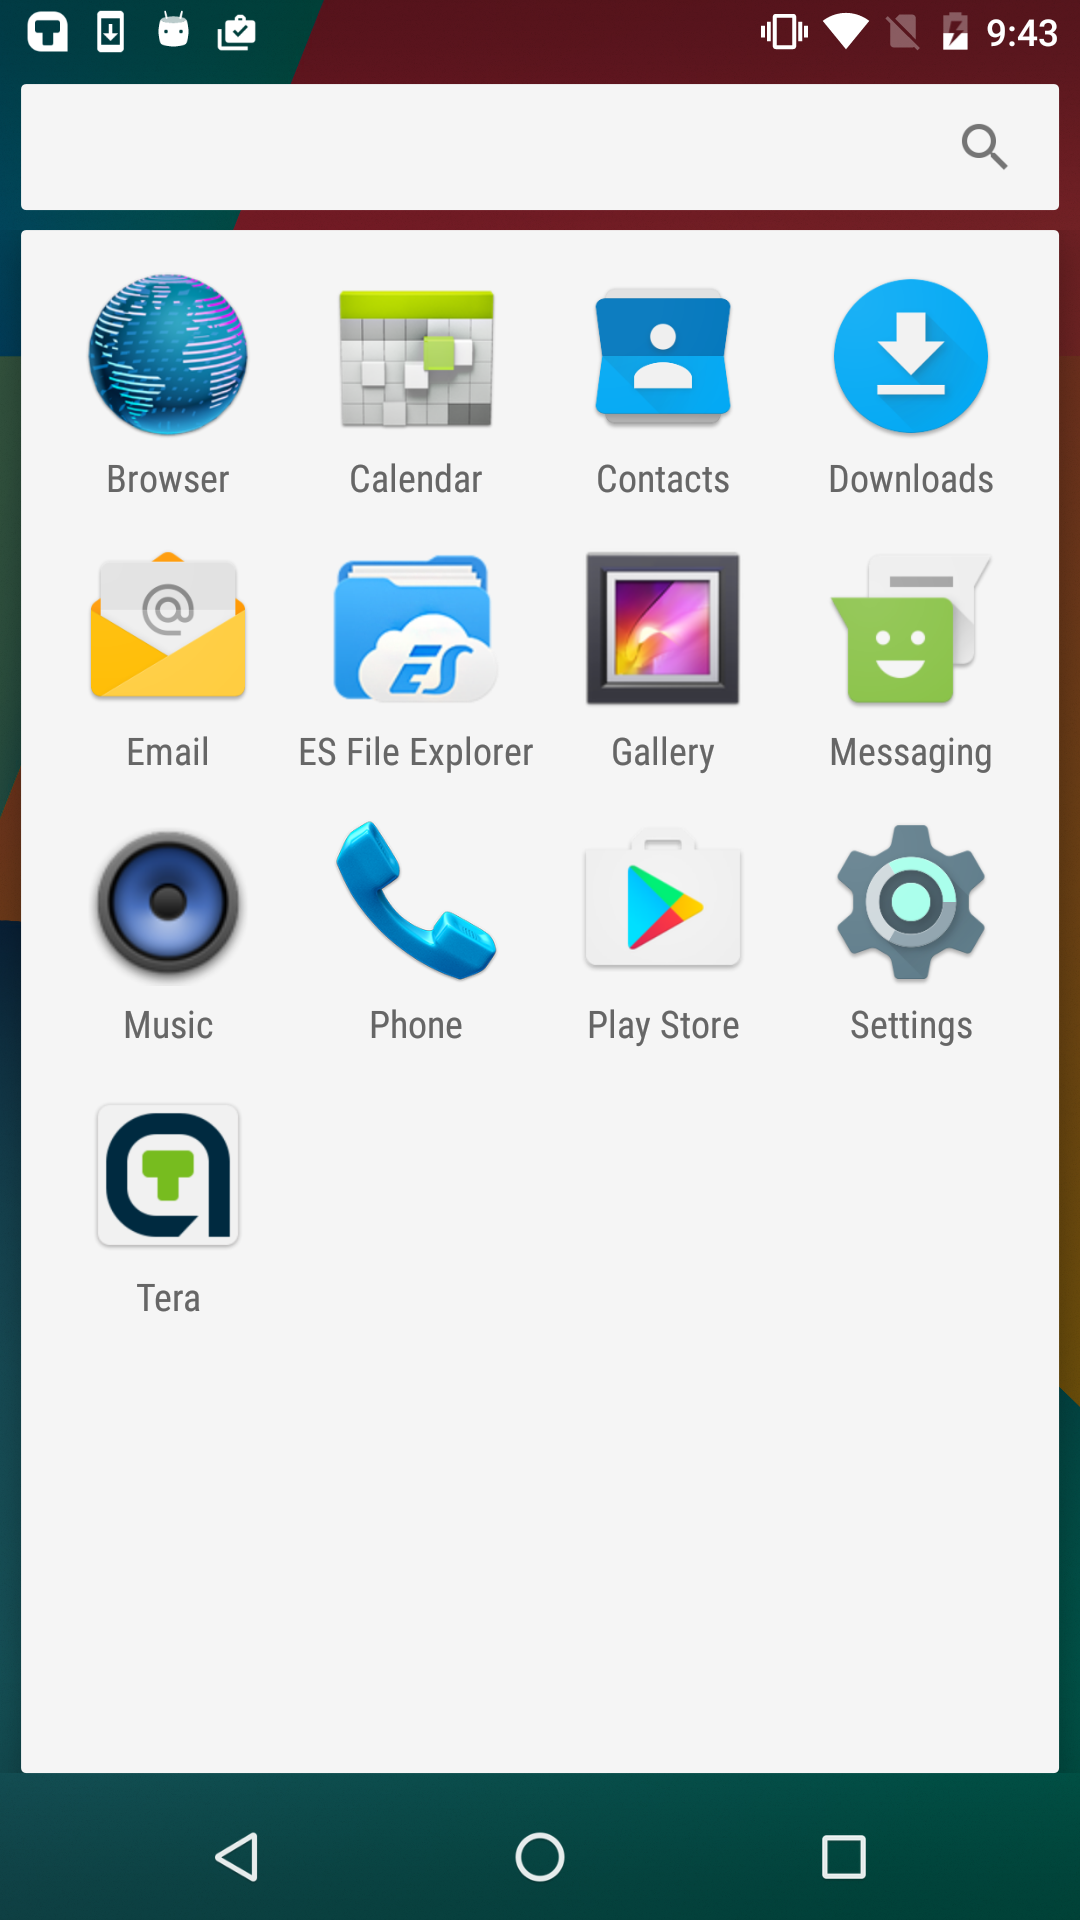 9:43
Browser
Calendar
Contacts
Downloads
Email
ES File Explorer
Gallery
Messaging
Music
Phone
Play Store
Settings
Tera